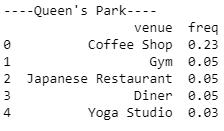 ----Queen's Park----
venue freq
0 Coffee Shop 0.23
1 Gym 0.05
2 Japanese Restaurant 0.05
3 Diner 0.05
4 Yoga Studio 0.03